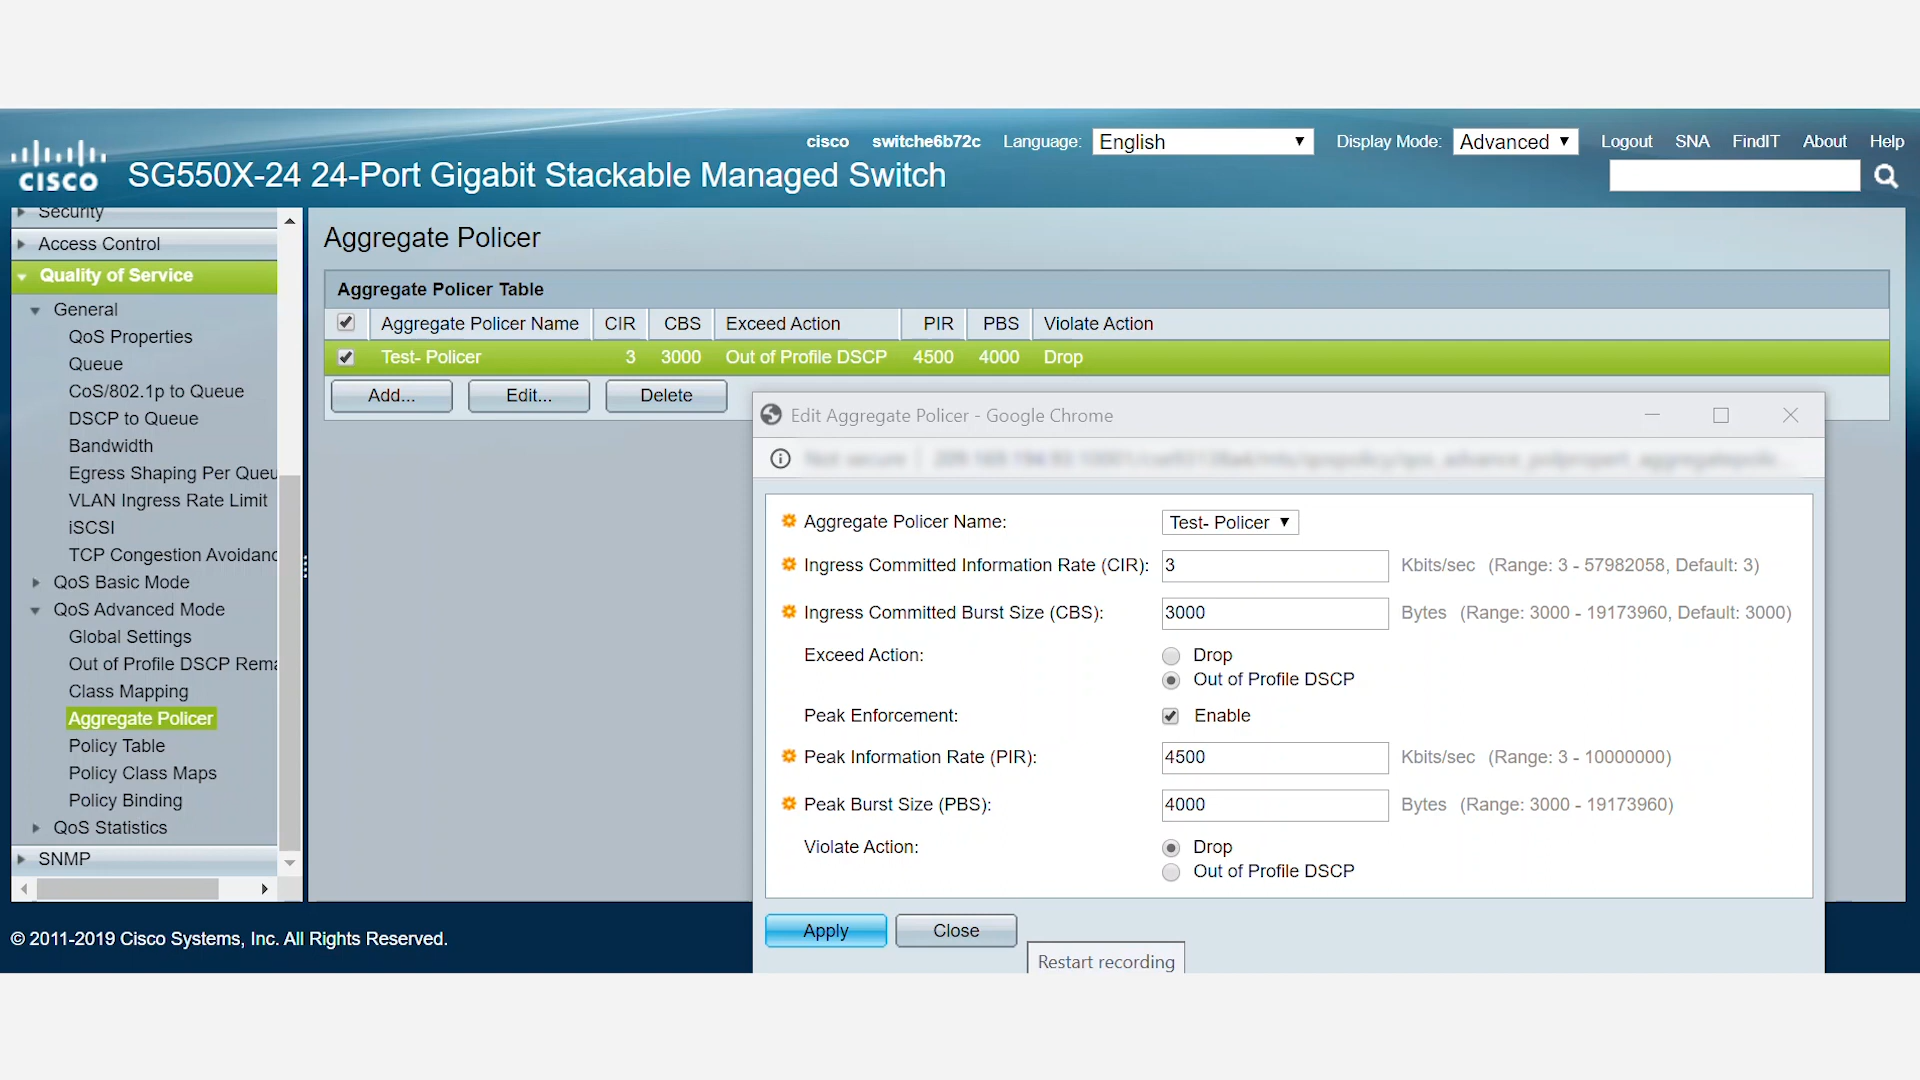 cisco switche6b72c Language: English Display Mode: Advanced Logout SNA FindIT About Help
CISCO SG550X-24 24-Port Gigabit Stackable Managed Switch
Security
Access Control
Quality of Service
General
QoS Properties
Queue
CoS/802.1p to Queue
DSCP to Queue
Bandwidth
Egress Shaping Per Queu
VLAN Ingress Rate Limit
iSCSI
TCP Congestion Avoidanc
QoS Basic Mode
QoS Advanced Mode
Global Settings
Out of Profile DSCP Rema
Class Mapping
Aggregate Policer
Policy Table
Policy Class Maps
Policy Binding
QoS Statistics
SNMP
Aggregate Policer
Aggregate Policer Table
Aggregate Policer Name CIR CBS Exceed Action PIR PBS Violate Action
Test- Policer 3 3000 Out of Profile DSCP 4500 4000 Drop
Add... Edit... Delete
Edit Aggregate Policer - Google Chrome
Aggregate Policer Name: Test- Policer
Ingress Committed Information Rate (CIR): 3 Kbits/sec (Range: 3 - 57982058, Default: 3)
Ingress Committed Burst Size (CBS): 3000 Bytes (Range: 3000 - 19173960, Default: 3000)
Exceed Action: Drop
Out of Profile DSCP
Peak Enforcement: Enable
Peak Information Rate (PIR): 4500 Kbits/sec (Range: 3 - 10000000)
Peak Burst Size (PBS): 4000 Bytes (Range: 3000 - 19173960)
Violate Action: Drop
Out of Profile DSCP
Apply Close
Restart recording
© 2011-2019 Cisco Systems, Inc. All Rights Reserved.